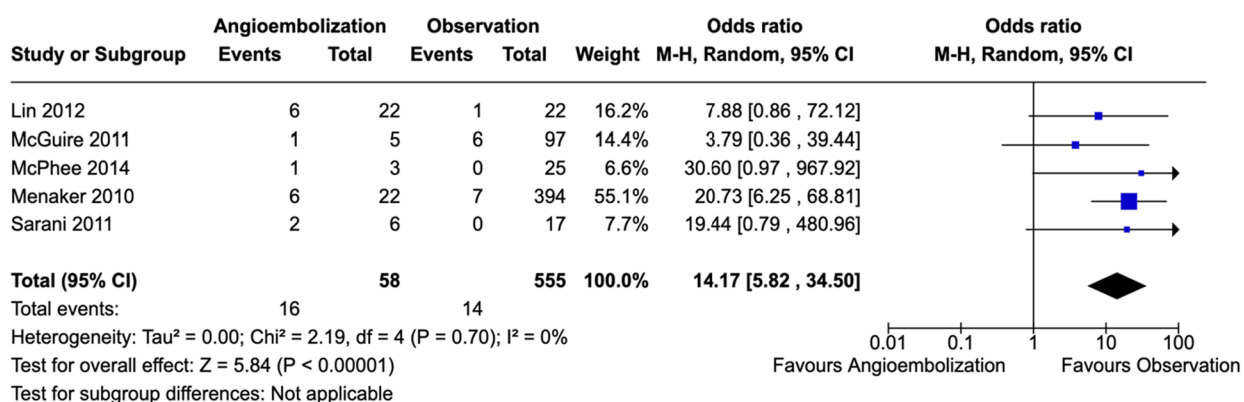 Angioembolization Observation Odds ratio Odds ratio
Study or Subgroup Events Total Events Total Weight M-H, Random, 95% CI M-H, Random, 95% CI
Lin 2012 6 22 1 22 16.2% 7.88 [0.86 , 72.12]
McGuire 2011 1 5 6 97 14.4% 3.79 [0.36 , 39.44]
McPhee 2014 1 3 0 25 6.6% 30.60 [0.97 , 967.92]
Menaker 2010 6 22 7 394 55.1% 20.73 [6.25 , 68.81]
Sarani 2011 2 6 0 17 7.7% 19.44 [0.79 , 480.96]
Total (95% CI) 58 555 100.0% 14.17 [5.82 , 34.50]
Total events: 16 14
Heterogeneity: Tau² = 0.00; Chi² = 2.19, df = 4 (P = 0.70); I² = 0%
0.01 0.1 1 10 100
Test for overall effect: Z = 5.84 (P < 0.00001)
Favours Angioembolization Favours Observation
Test for subgroup differences: Not applicable